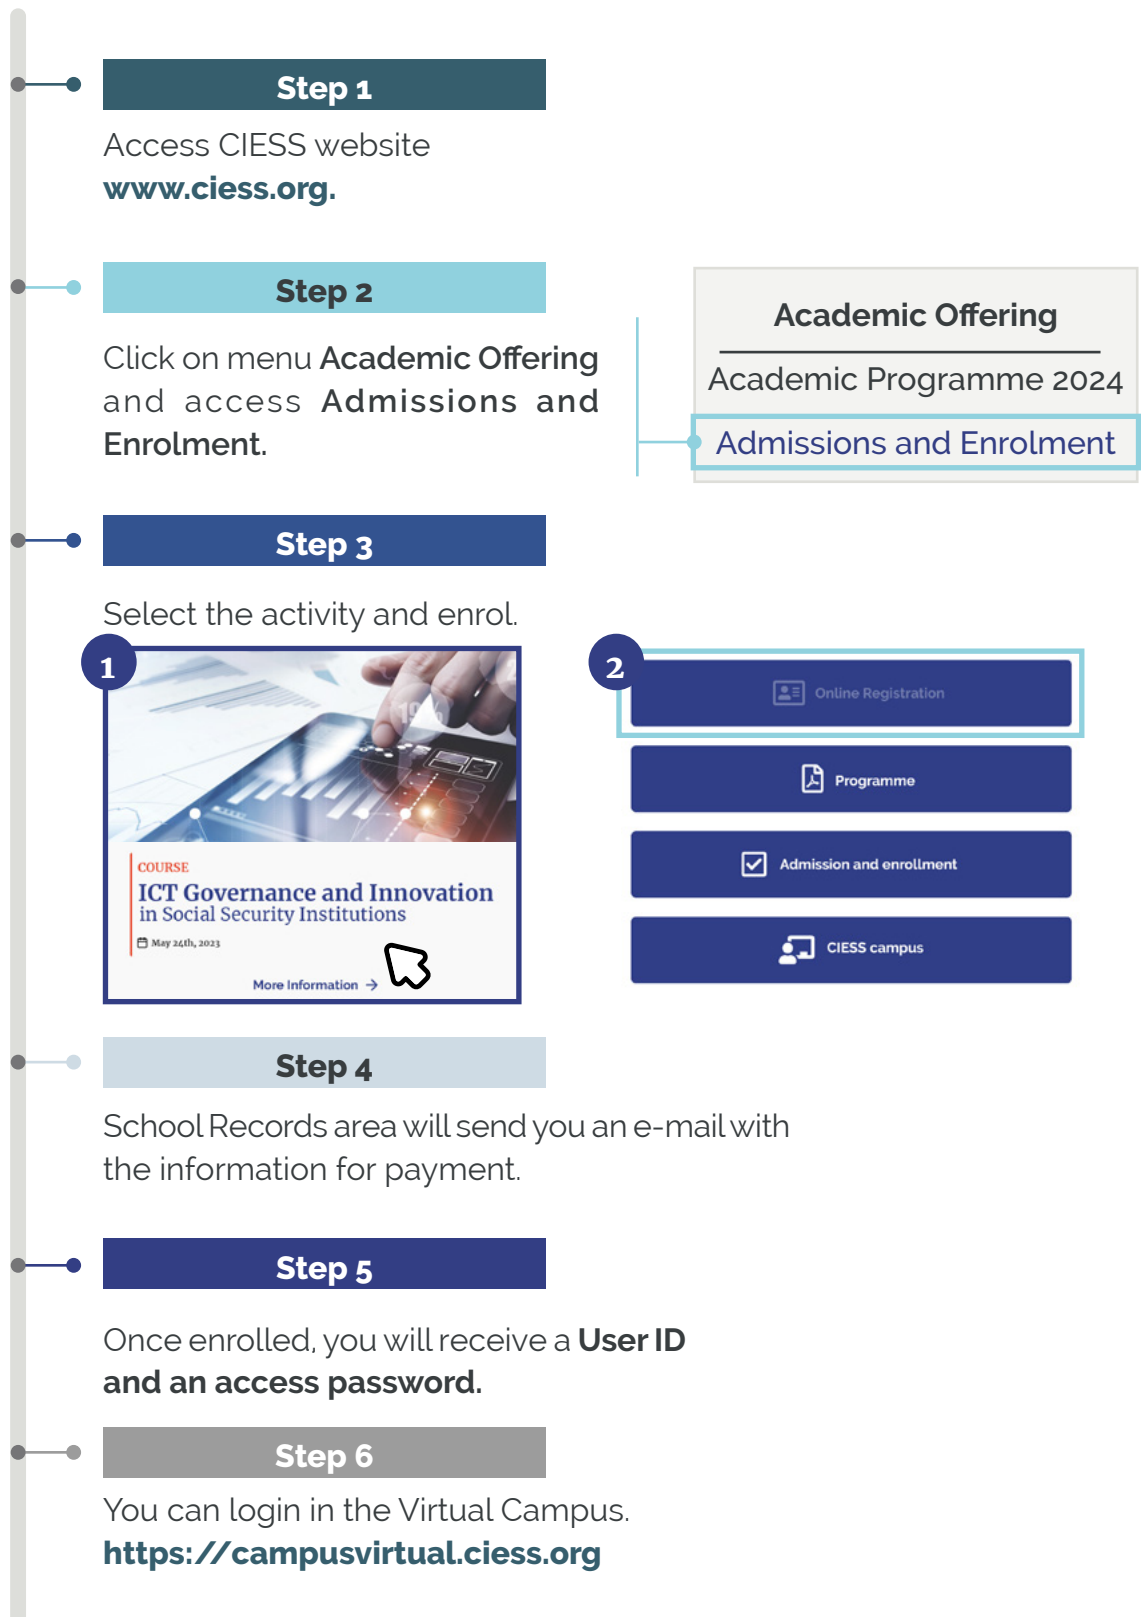 Step 1
Access CIESS website
www.ciess.org.
Step 2
Click on menu Academic Offering
and access Admissions and
Enrolment.
Academic Offering
Academic Programme 2024
Admissions and Enrolment
Step 3
Select the activity and enrol.
1
19%
COURSE
ICT Governance and Innovation
in Social Security Institutions
May 24th, 2023
More Information →
2
Online Registration
Programme
Admission and enrollment
CIESS campus
Step 4
School Records area will send you an e-mail with
the information for payment.
Step 5
Once enrolled, you will receive a User ID
and an access password.
Step 6
You can login in the Virtual Campus.
https://campusvirtual.ciess.org